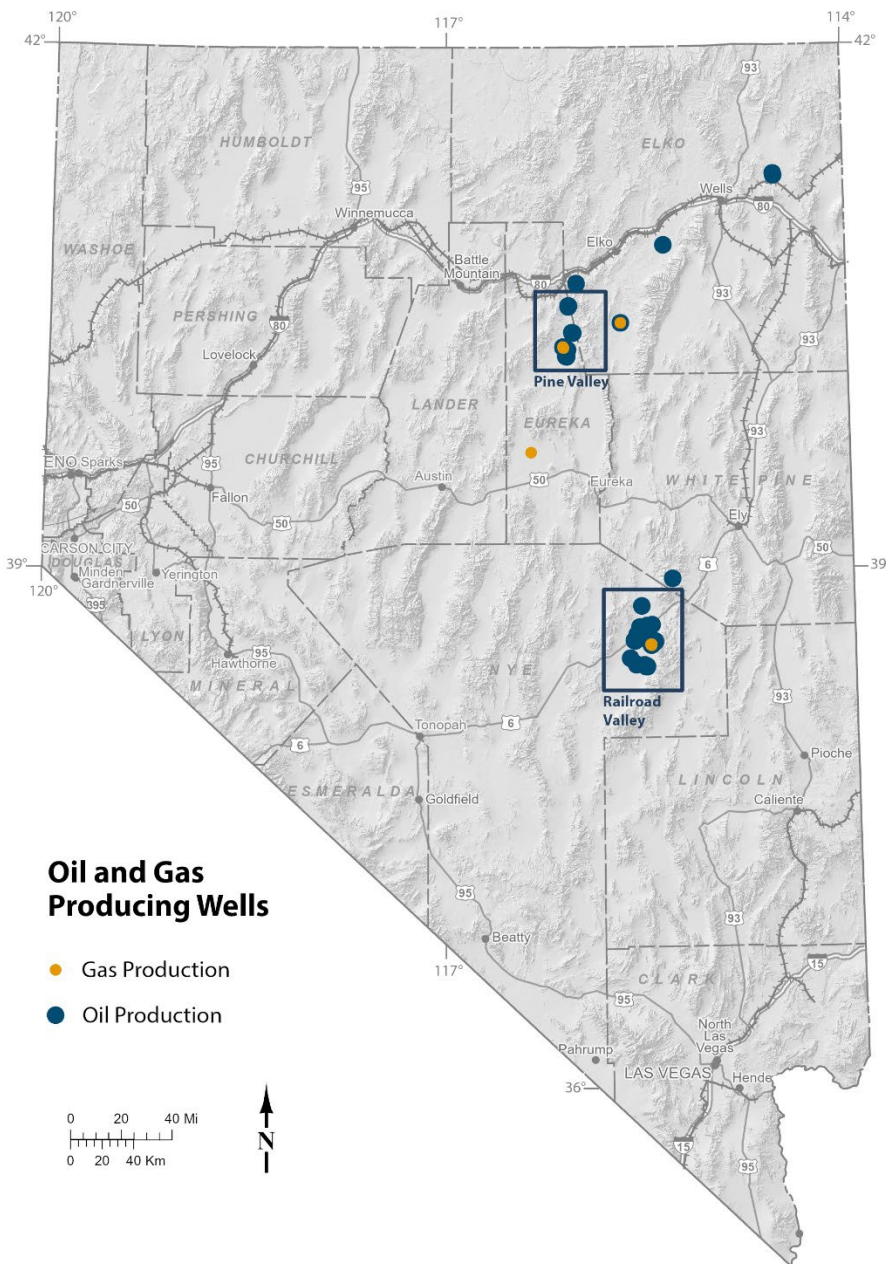 120°
117°
114°
42°
42°
93
HUMBOLDT
ELKO
95
Wells
80
Winnemucca
Elko
WASHOE
Battle
Mountain
80
93
PERSHING
80
93
Lovelock
Pine Valley
LANDER
EUREKA
93
ENO Sparks
95
CHURCHILL
Austin
50
Eureka
WHITE PINE
Fallon
50
50
Ely
CARSON CITY
6
50
39°
DOUGLAS
39°
120°
Minden
Gardnerville
Yerington
395
LYON
95
Hawthorne
NYE
MINERAL
Railroad
Valley
6
Tonopah
6
Pioche
LINCOLN
ESMERALDA
Goldfield
Caliente
Oil and Gas
Producing Wells
95
93
Beatty
117°
15
Gas Production
CLARK
Oil Production
95
North
Las
Vegas
Pahrump
LAS VEGAS
36°
Hende
0 20 40 Mi
N
0 20 40 Km
15
95